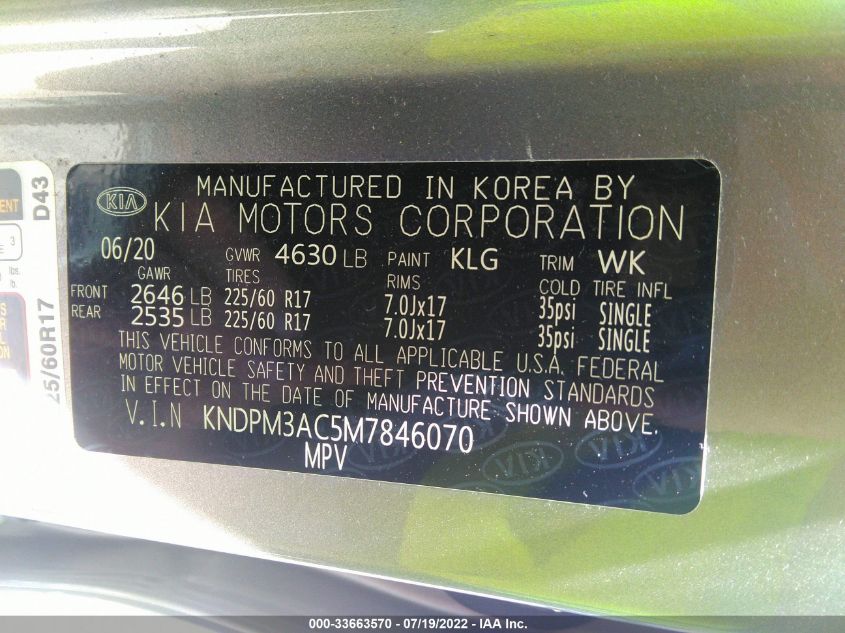 MANUFACTURED IN KOREA BY
KIA
KIA MOTORS CORPORATION
06/20 GVWR 4630 LB PAINT KLG TRIM WK
GAWR TIRES RIMS COLD TIRE INFL
FRONT 2646 LB 225/60 R17 7.0Jx17 35psi SINGLE
REAR 2535 LB 225/60 R17 7.0Jx17 35psi SINGLE
THIS VEHICLE CONFORMS TO ALL APPLICABLE U.S.A. FEDERAL
MOTOR VEHICLE SAFETY AND THEFT PREVENTION STANDARDS
IN EFFECT ON THE DATE OF MANUFACTURE SHOWN ABOVE.
V.I.N KNDPM3AC5M7846070
MPV
D43
3
lbs.
25/60R17
000-33663570 / 07/19/2022 / IAA Inc.